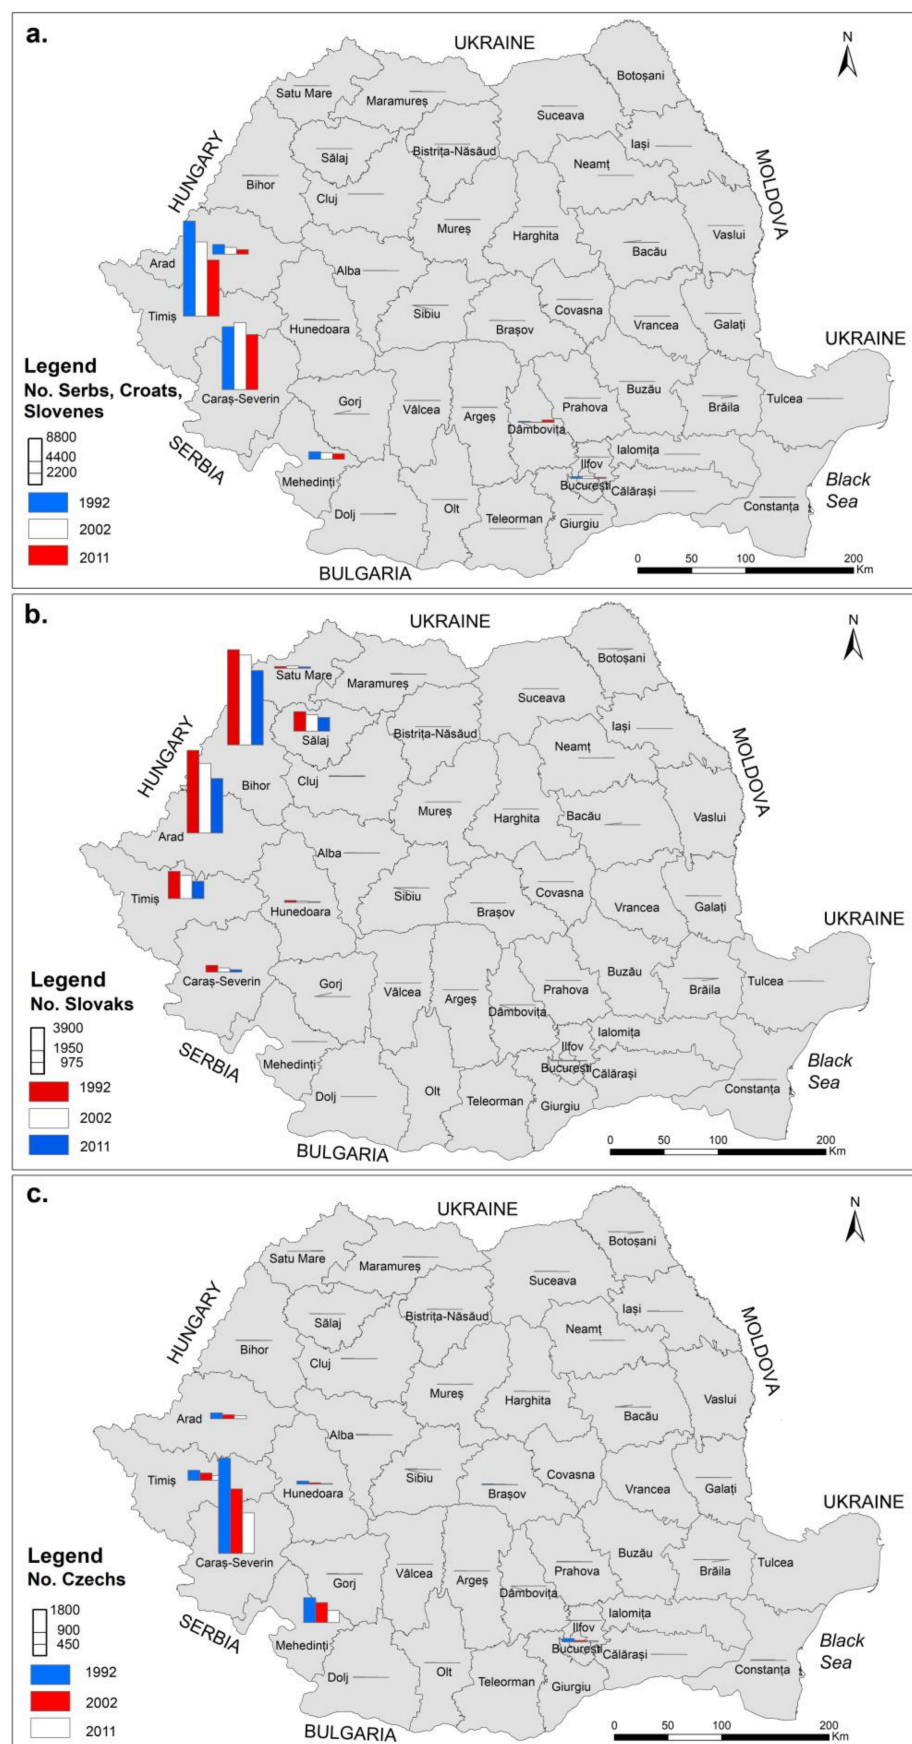 a.
UKRAINE
N
Botoșani
Satu Mare
Maramureș
Suceava
Iași
Bistrița-Năsăud
Sălaj
Neamț
HUNGARY
MOLDOVA
Bihor
Cluj
Mureș
Harghita
Vaslui
Bacău
Arad
Alba
Timiș
Sibiu
Covasna
Hunedoara
Brașov
Vrancea
Galați
UKRAINE
Legend
No. Serbs, Croats,
Slovenes
Caraș-Severin
Gorj
Vâlcea
Argeș
Prahova
Buzău
Brăila
Tulcea
Dâmbovița
8800
4400
2200
SERBIA
Ialomița
Ilfov
Mehedinți
București
Călărași
Black
Sea
1992
Dolj
Olt
Teleorman
Giurgiu
Constanța
2002
2011
BULGARIA
0 50 100 200
Km
b.
UKRAINE
N
Botoșani
Satu Mare
Maramureș
Suceava
Iași
Sălaj
Bistrița-Năsăud
Neamț
HUNGARY
MOLDOVA
Bihor
Cluj
Mureș
Harghita
Bacău
Vaslui
Arad
Alba
Timiș
Sibiu
Covasna
Hunedoara
Brașov
Vrancea
Galați
UKRAINE
Legend
No. Slovaks
Caraș-Severin
Gorj
Vâlcea
Argeș
Prahova
Buzău
Brăila
Tulcea
Dâmbovița
3900
1950
975
SERBIA
Ialomița
Ilfov
Mehedinți
București
Călărași
Black
Sea
1992
Dolj
Olt
Teleorman
Giurgiu
Constanța
2002
2011
BULGARIA
0 50 100 200
Km
c.
UKRAINE
N
Botoșani
Satu Mare
Maramureș
Suceava
Iași
Sălaj
Bistrița-Năsăud
Neamț
HUNGARY
MOLDOVA
Bihor
Cluj
Mureș
Harghita
Vaslui
Bacău
Arad
Alba
Timiș
Sibiu
Covasna
Hunedoara
Brașov
Vrancea
Galați
UKRAINE
Legend
No. Czechs
Caraș-Severin
Gorj
Vâlcea
Argeș
Prahova
Buzău
Brăila
Tulcea
Dâmbovița
1800
900
450
SERBIA
Ialomița
Ilfov
Mehedinți
București
Călărași
Black
Sea
1992
Dolj
Olt
Teleorman
Giurgiu
Constanța
2002
2011
BULGARIA
0 50 100 200
Km